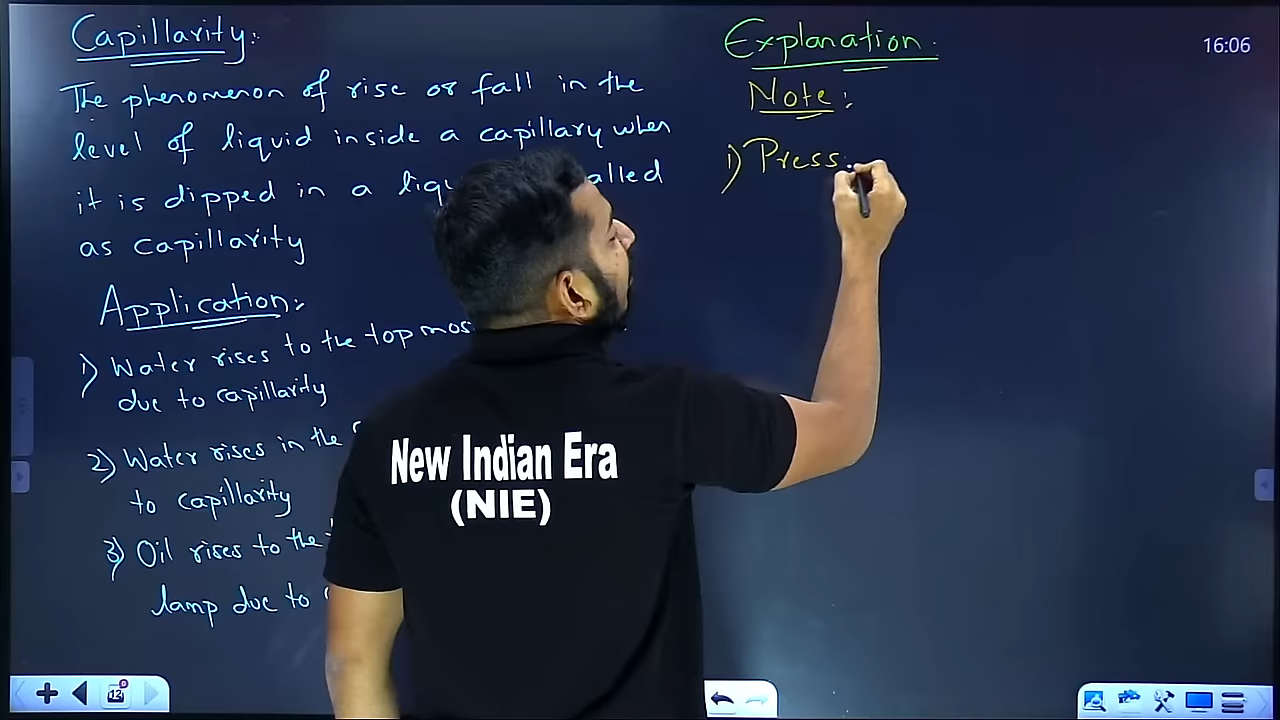 Capillarity:
The phenomenon of rise or fall in the
level of liquid inside a capillary when
it is dipped in a
as capillarity
Application:
1) Water rises to the top
due to capillarity
2) Water rises in the
to capillarity
3) Oil rises to the
lamp due to
Explanation:
Note:
1) Press
16:06
New Indian Era
(NIE)
12